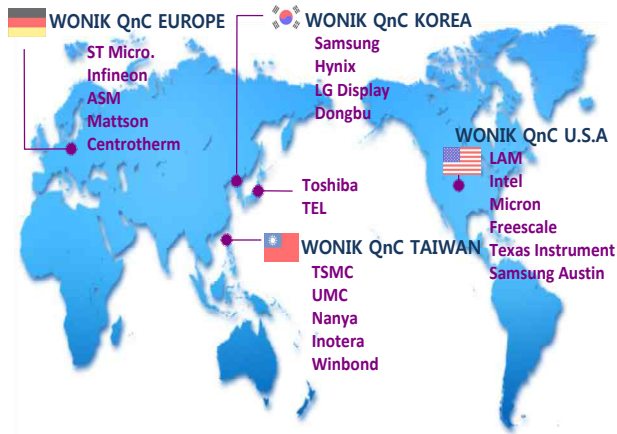 WONIK QnC EUROPE
ST Micro.
Infineon
ASM
Mattson
Centrotherm
WONIK QnC KOREA
Samsung
Hynix
LG Display
Dongbu
Toshiba
TEL
WONIK QnC TAIWAN
TSMC
UMC
Nanya
Inotera
Winbond
WONIK QnC U.S.A
LAM
Intel
Micron
Freescale
Texas Instrument
Samsung Austin